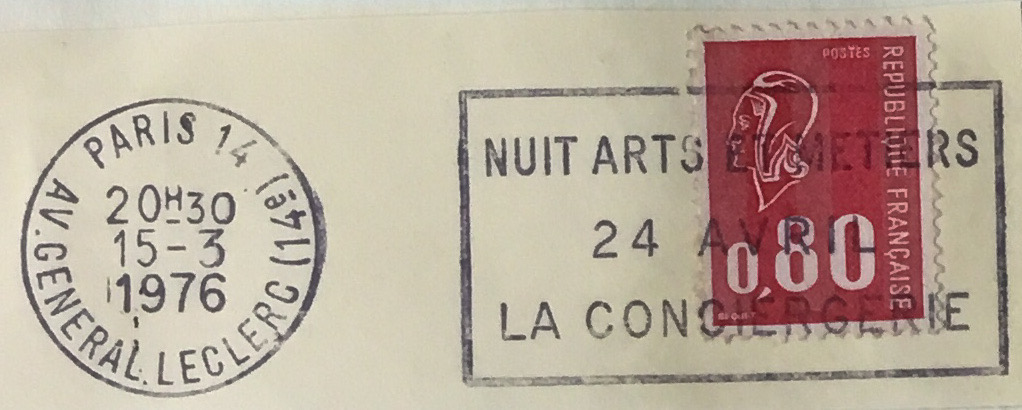 PARIS 14 (14e)
AV. GENERAL. LECLERC
20H30
15-3
1976
NUIT ARTS ET METIERS
24 AVRIL
LA CONCIERGERIE
POSTES
REPUBLIQUE FRANÇAISE
0,80
BEQUET